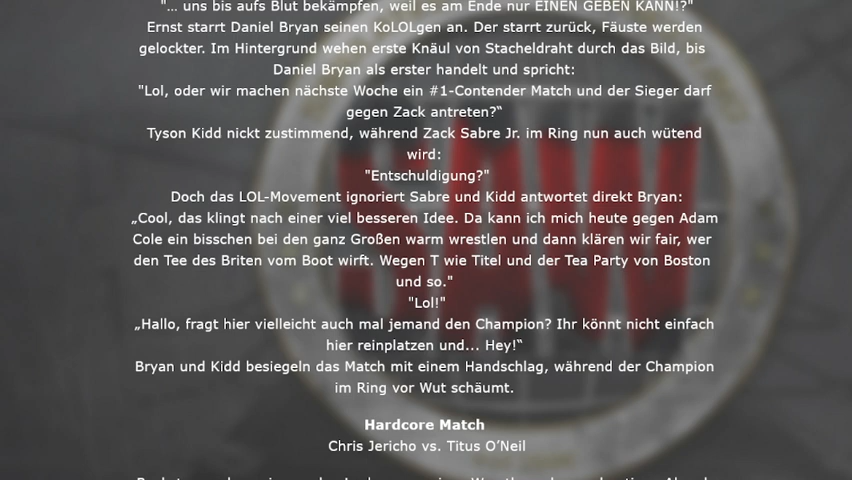 "... uns bis aufs Blut bekämpfen, weil es am Ende nur EINEN GEBEN KANN!?"
Ernst starrt Daniel Bryan seinen KoLOLgen an. Der starrt zurück, Fäuste werden
gelockert. Im Hintergrund wehen erste Knäul von Stacheldraht durch das Bild, bis
Daniel Bryan als erster handelt und spricht:
"Lol, oder wir machen nächste Woche ein #1-Contender Match und der Sieger darf
gegen Zack antreten?“
Tyson Kidd nickt zustimmend, während Zack Sabre Jr. im Ring nun auch wütend
wird:
"Entschuldigung?"
Doch das LOL-Movement ignoriert Sabre und Kidd antwortet direkt Bryan:
„Cool, das klingt nach einer viel besseren Idee. Da kann ich mich heute gegen Adam
Cole ein bisschen bei den ganz Großen warm wrestlen und dann klären wir fair, wer
den Tee des Briten vom Boot wirft. Wegen T wie Titel und der Tea Party von Boston
und so."
"Lol!"
„Hallo, fragt hier vielleicht auch mal jemand den Champion? Ihr könnt nicht einfach
hier reinplatzen und... Hey!“
Bryan und Kidd besiegeln das Match mit einem Handschlag, während der Champion
im Ring vor Wut schäumt.
Hardcore Match
Chris Jericho vs. Titus O’Neil